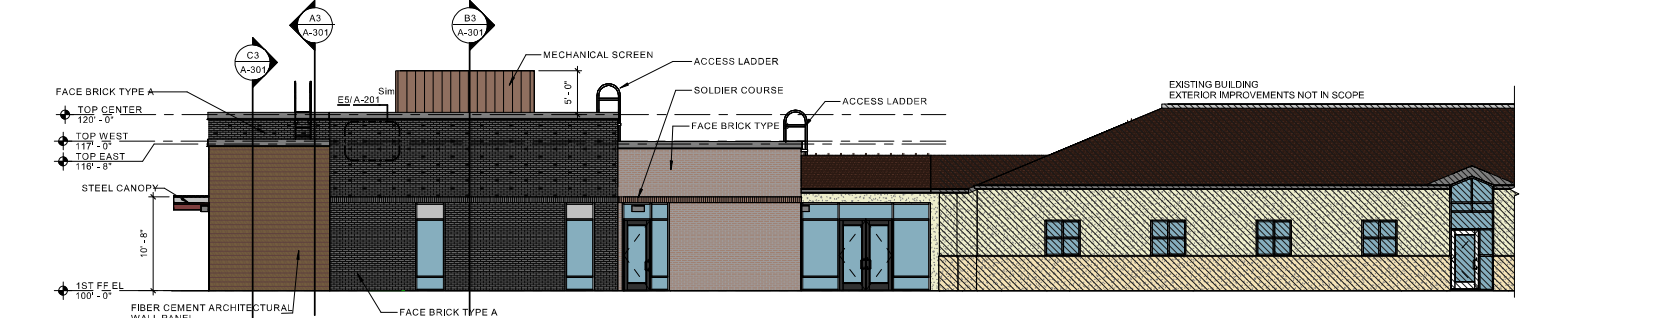 A3
A-301
B3
A-301
C3
A-301
MECHANICAL SCREEN
ACCESS LADDER
5' - 0"
Sim
E5/ A-201
FACE BRICK TYPE A
SOLDIER COURSE
ACCESS LADDER
EXISTING BUILDING
EXTERIOR IMPROVEMENTS NOT IN SCOPE
TOP CENTER
120' - 0"
FACE BRICK TYPE
TOP WEST
117' - 0"
TOP EAST
116' - 8"
STEEL CANOPY
10' - 8"
1ST FF EL
100' - 0"
FIBER CEMENT ARCHITECTURAL
WALL PANEL
FACE BRICK TYPE A